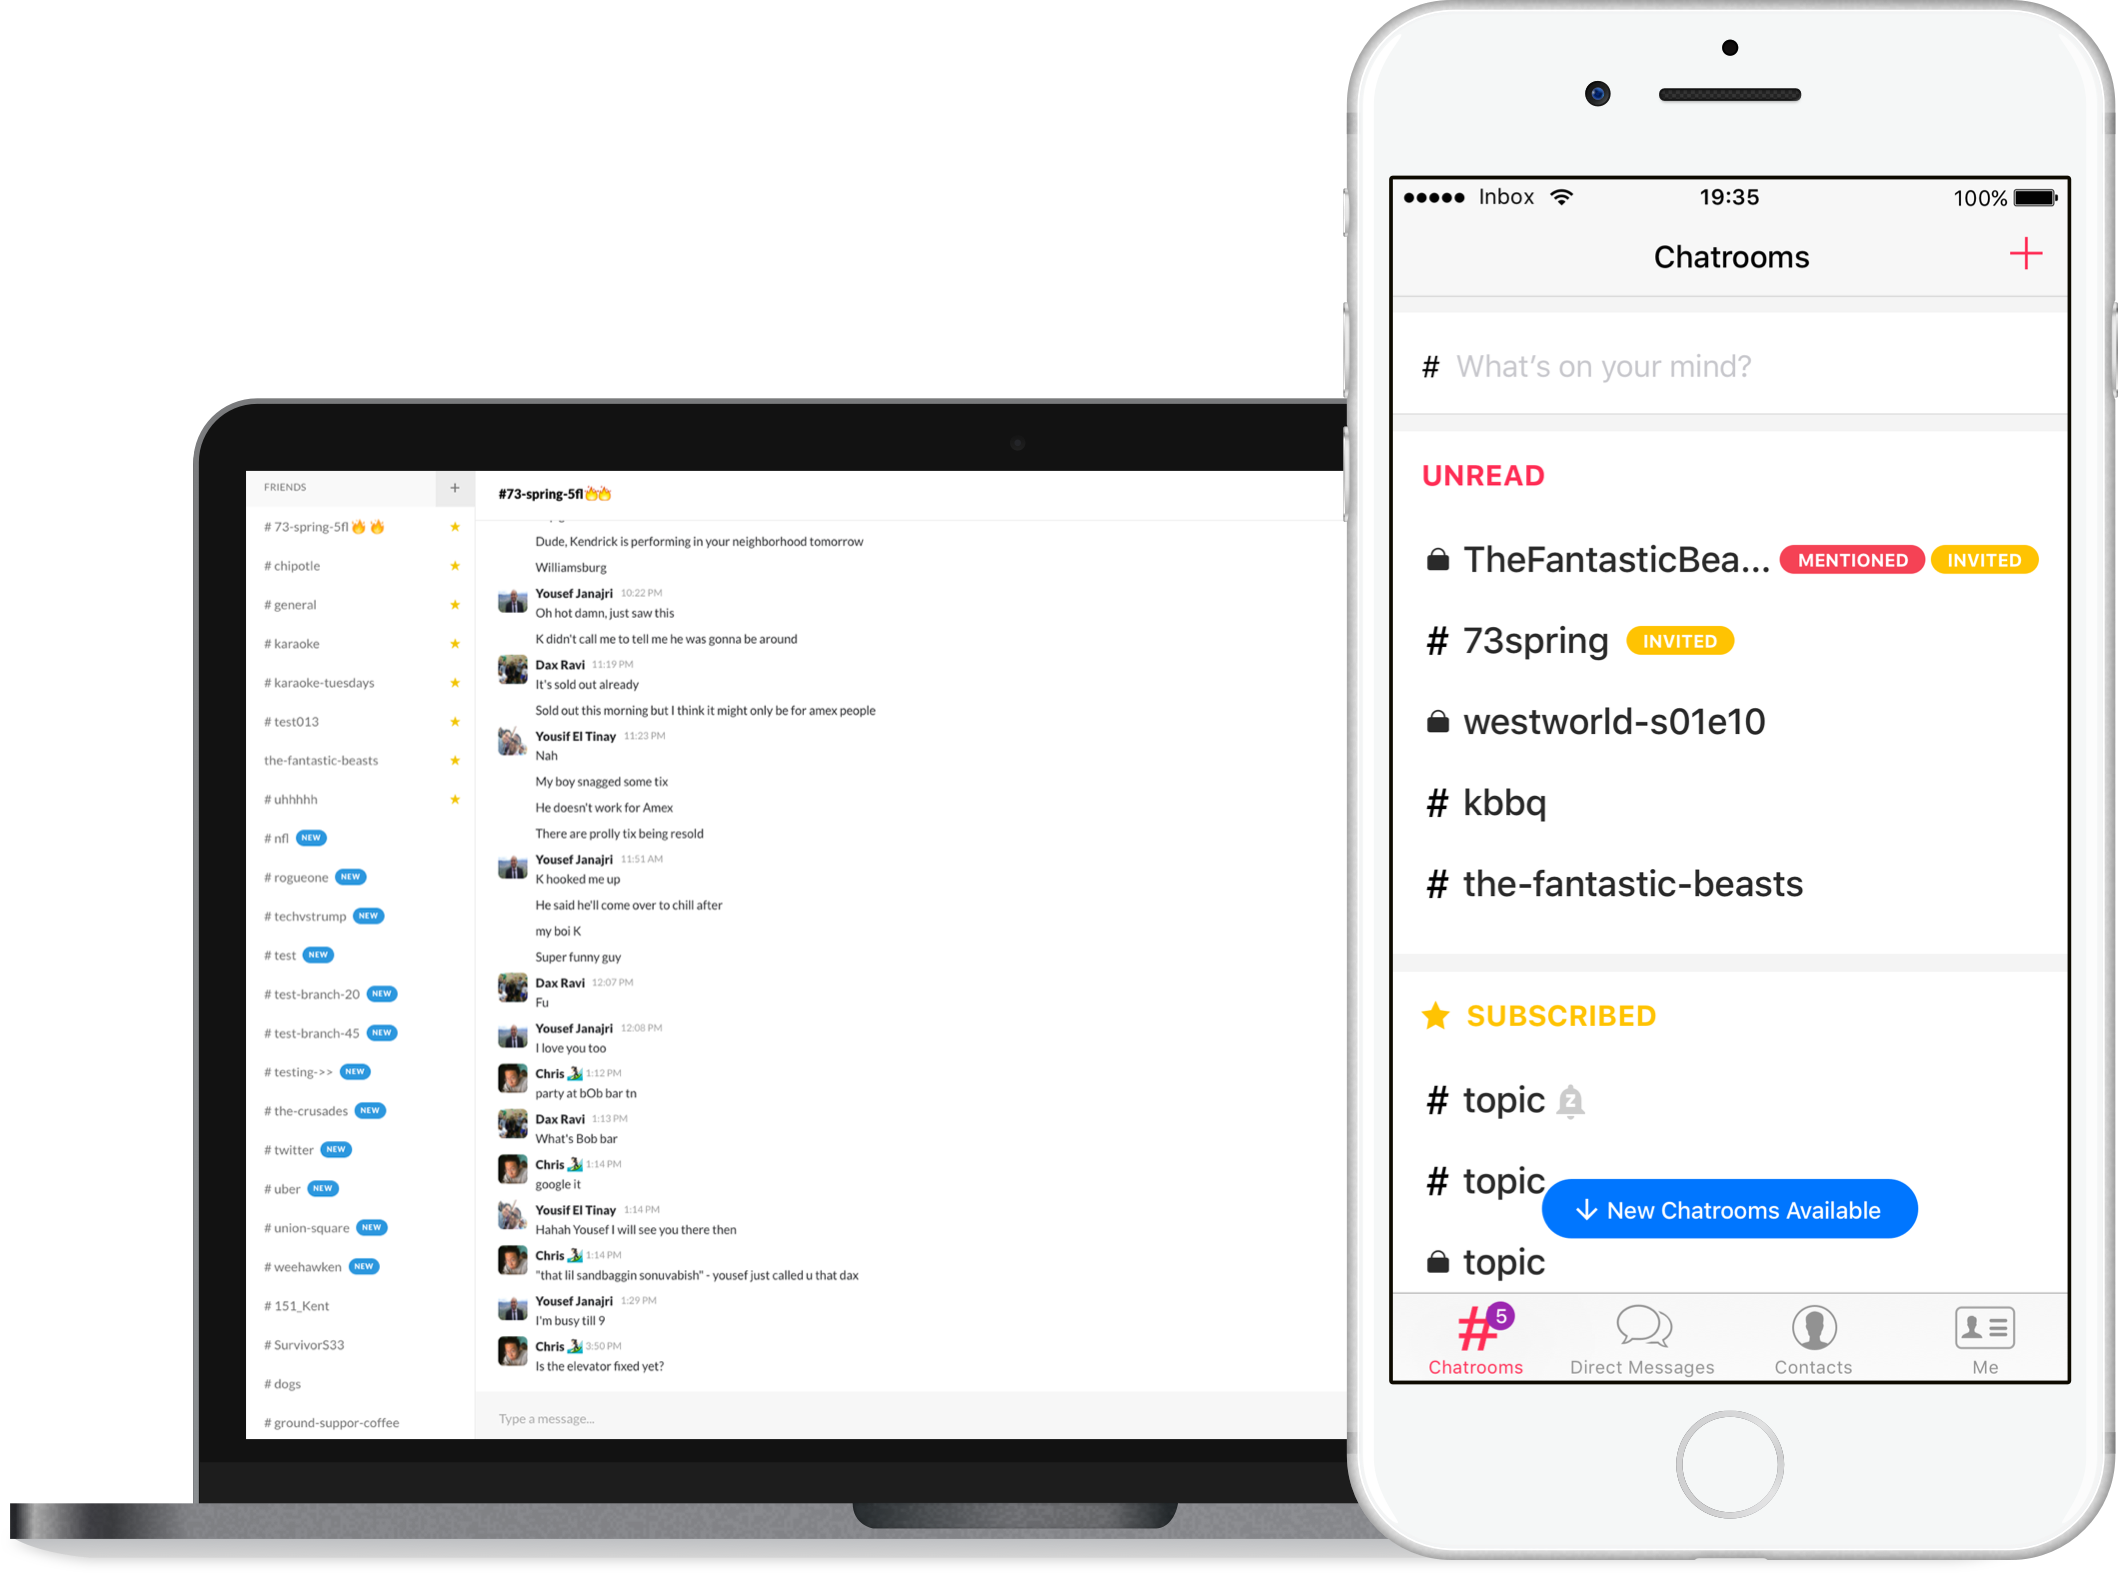 FRIENDS +
# 73-spring-5fl🔥🔥
# chipotle
# general
# karaoke
# karaoke-tuesdays
# test013
the-fantastic-beasts
# uhhhhh
# nfl NEW
# rogueone NEW
# techvstrump NEW
# test NEW
# test-branch-20 NEW
# test-branch-45 NEW
# testing->> NEW
# the-crusades NEW
# twitter NEW
# uber NEW
# union-square NEW
# weehawken NEW
# 151_Kent
# SurvivorS33
# dogs
# ground-suppor-coffee
#73-spring-5fl🔥🔥
Dude, Kendrick is performing in your neighborhood tomorrow
Williamsburg
Yousef Janajri 10:22 PM
Oh hot damn, just saw this
K didn't call me to tell me he was gonna be around
Dax Ravi 11:19 PM
It's sold out already
Sold out this morning but I think it might only be for amex people
Yousif El Tinay 11:23 PM
Nah
My boy snagged some tix
He doesn't work for Amex
There are prolly tix being resold
Yousef Janajri 11:51 AM
K hooked me up
He said he'll come over to chill after
my boi K
Super funny guy
Dax Ravi 12:07 PM
Fu
Yousef Janajri 12:08 PM
I love you too
Chris 1:12 PM
party at bOb bar tn
Dax Ravi 1:13 PM
What's Bob bar
Chris 1:14 PM
google it
Yousif El Tinay 1:14 PM
Hahah Yousef I will see you there then
Chris 1:14 PM
"that lil sandbaggin sonuvabish" - yousef just called u that dax
Yousef Janajri 1:29 PM
I'm busy till 9
Chris 3:50 PM
Is the elevator fixed yet?
Type a message...
Inbox 19:35 100%
Chatrooms +
# What's on your mind?
UNREAD
TheFantasticBea... MENTIONED INVITED
# 73spring INVITED
westworld-s01e10
# kbbq
# the-fantastic-beasts
SUBSCRIBED
# topic
# topic
↓ New Chatrooms Available
topic
# 5
Chatrooms Direct Messages Contacts Me